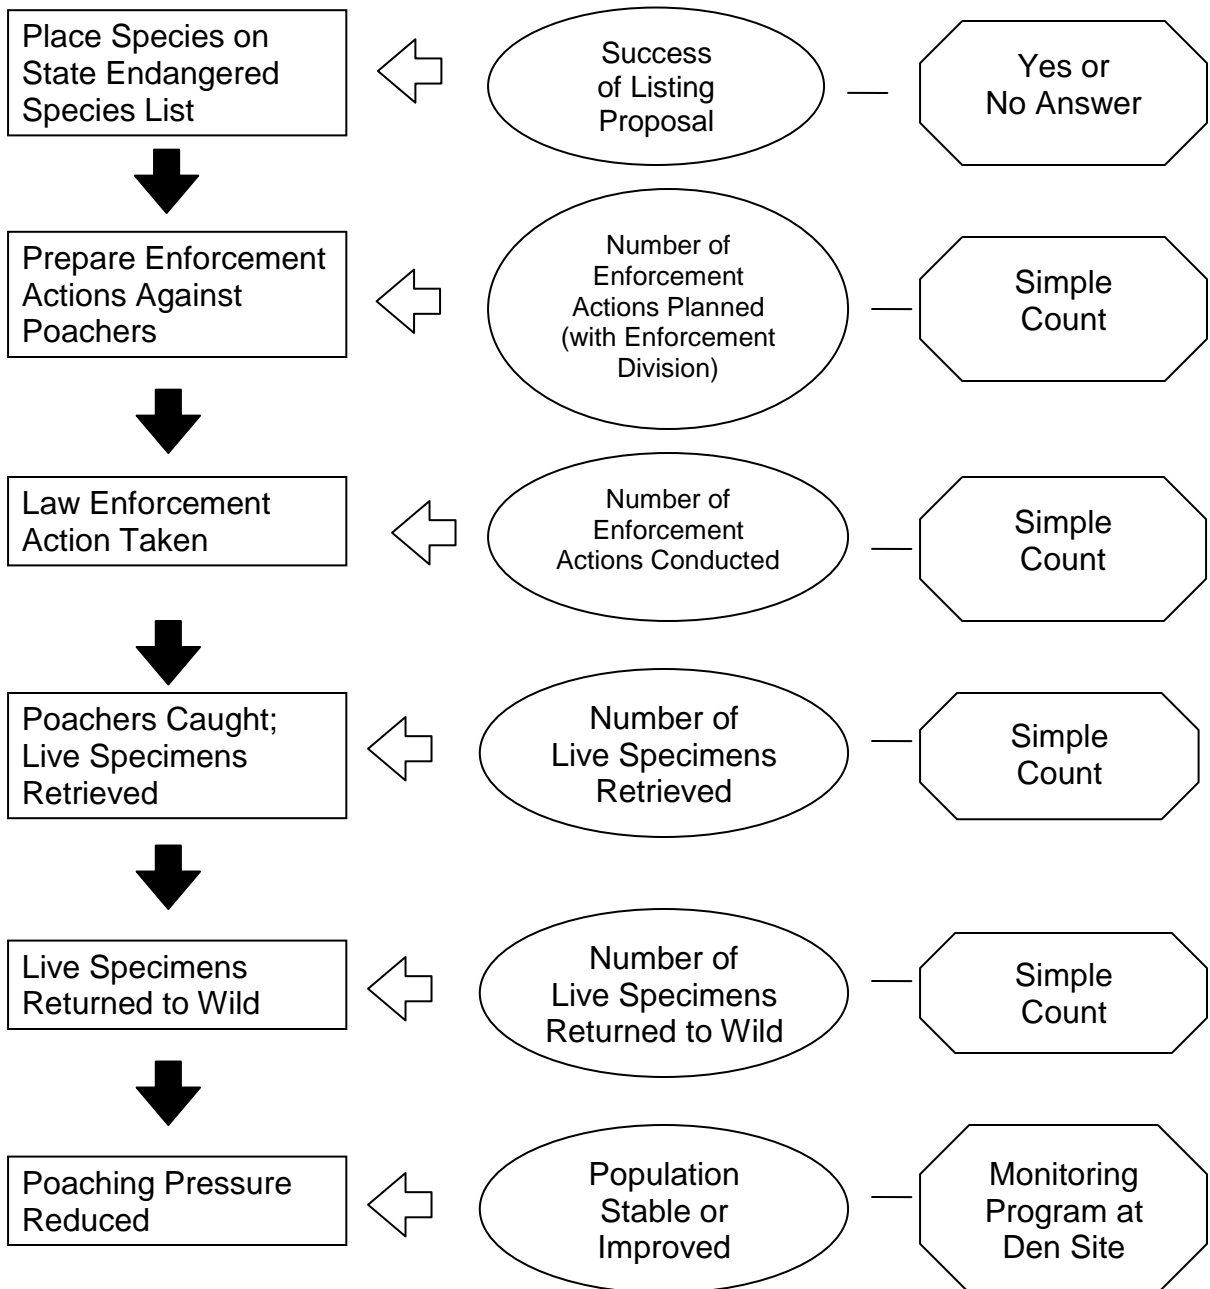 Place Species on
State Endangered
Species List
Success
of Listing
Proposal
Yes or
No Answer
Prepare Enforcement
Actions Against
Poachers
Number of
Enforcement
Actions Planned
(with Enforcement
Division)
Simple
Count
Law Enforcement
Action Taken
Number of
Enforcement
Actions Conducted
Simple
Count
Poachers Caught;
Live Specimens
Retrieved
Number of
Live Specimens
Retrieved
Simple
Count
Live Specimens
Returned to Wild
Number of
Live Specimens
Returned to Wild
Simple
Count
Poaching Pressure
Reduced
Population
Stable or
Improved
Monitoring
Program at
Den Site